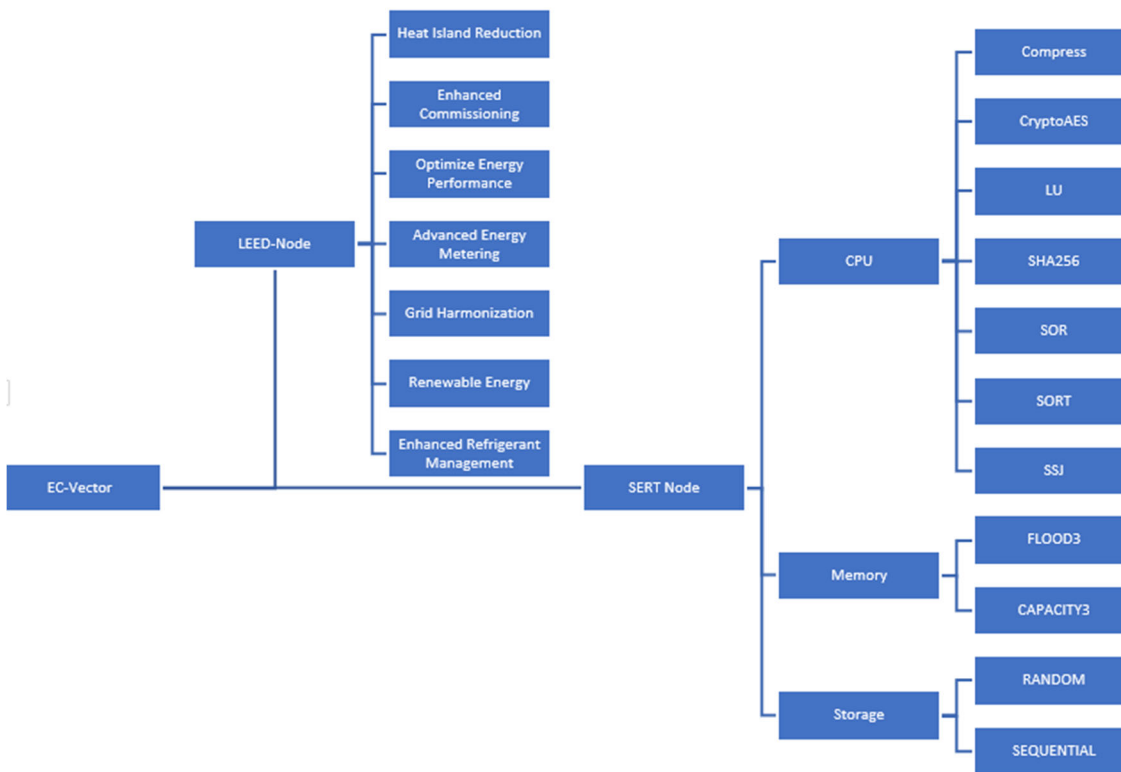 Heat Island Reduction
Enhanced
Commissioning
Optimize Energy
Performance
LEED-Node
Advanced Energy
Metering
Grid Harmonization
Renewable Energy
Enhanced Refrigerant
Management
EC-Vector
SERT Node
CPU
Compress
CryptoAES
LU
SHA256
SOR
SORT
SSJ
Memory
FLOOD3
CAPACITY3
Storage
RANDOM
SEQUENTIAL